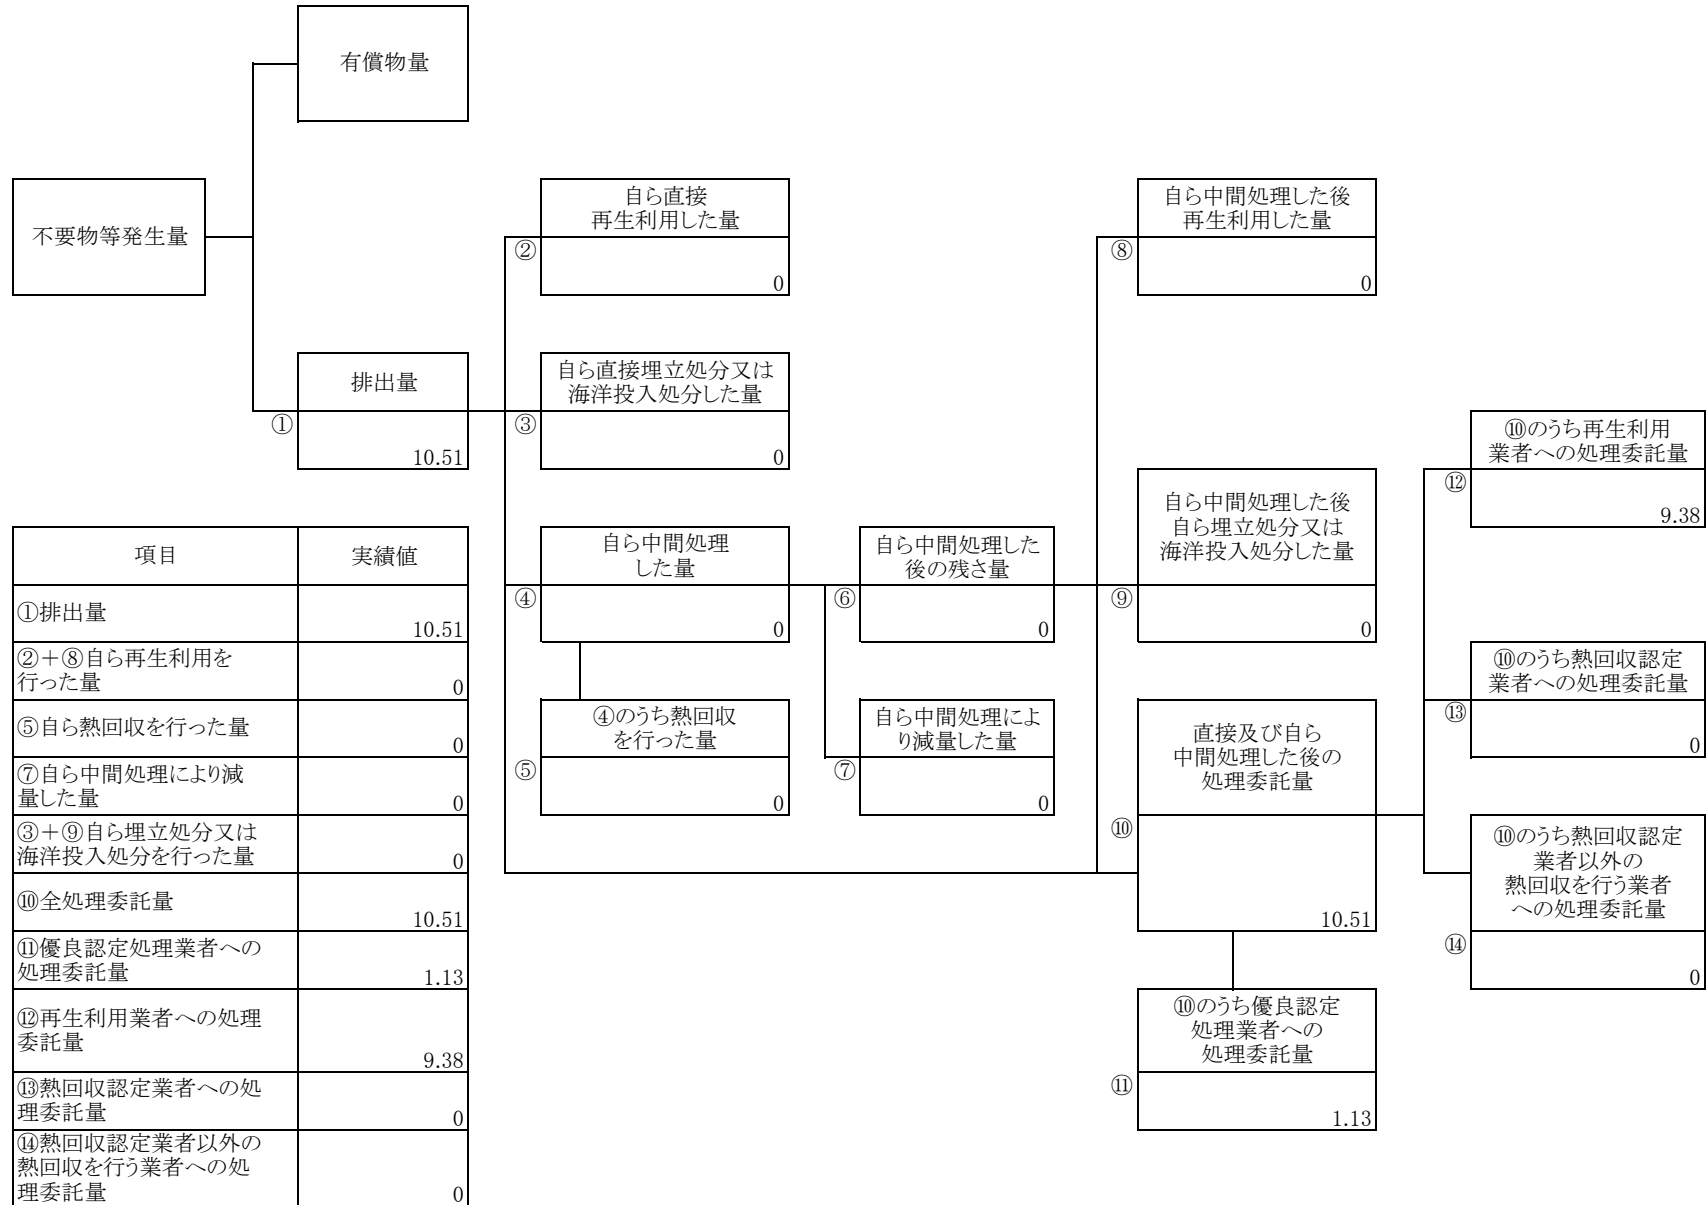 有償物量
不要物等発生量
自ら直接
再生利用した量
②
0
自ら中間処理した後
再生利用した量
⑧
0
排出量
①
10.51
自ら直接埋立処分又は
海洋投入処分した量
③
0
⑩のうち再生利用
業者への処理委託量
⑫
9.38
自ら中間処理
した量
④
0
自ら中間処理した
後の残さ量
⑥
0
自ら中間処理した後
自ら埋立処分又は
海洋投入処分した量
⑨
0
⑩のうち熱回収認定
業者への処理委託量
⑬
0
④のうち熱回収
を行った量
⑤
0
自ら中間処理によ
り減量した量
⑦
0
直接及び自ら
中間処理した後の
処理委託量
⑩
10.51
⑩のうち熱回収認定
業者以外の
熱回収を行う業者
への処理委託量
⑭
0
⑩のうち優良認定
処理業者への
処理委託量
⑪
1.13
項目 実績値
①排出量
10.51
②＋⑧自ら再生利用を
行った量
0
⑤自ら熱回収を行った量
0
⑦自ら中間処理により減
量した量
0
③＋⑨自ら埋立処分又は
海洋投入処分を行った量
0
⑩全処理委託量
10.51
⑪優良認定処理業者への
処理委託量
1.13
⑫再生利用業者への処理
委託量
9.38
⑬熱回収認定業者への処
理委託量
0
⑭熱回収認定業者以外の
熱回収を行う業者への処
理委託量
0